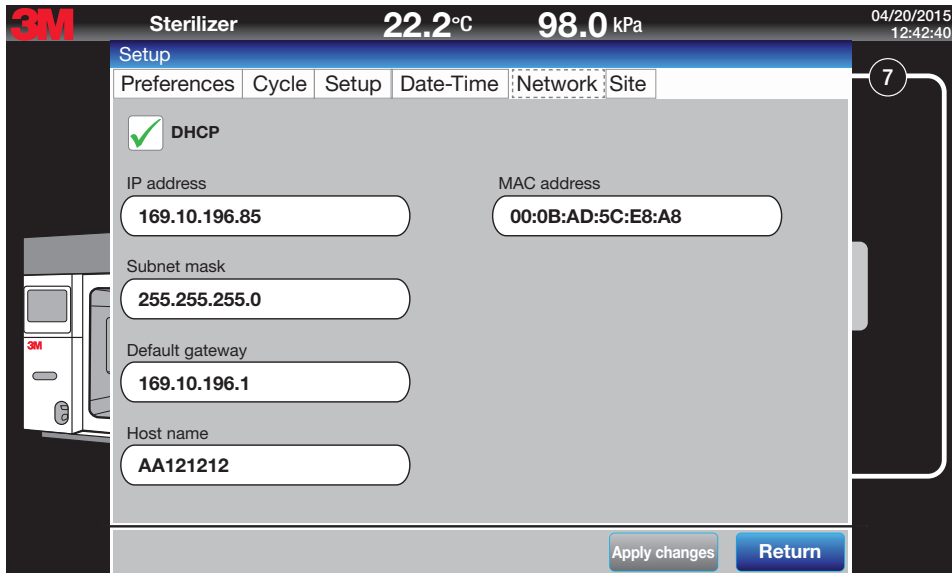 3M Sterilizer 22.2°C 98.0 kPa 04/20/2015
12:42:40
Setup
Preferences Cycle Setup Date-Time Network Site
7
DHCP
IP address MAC address
169.10.196.85 00:0B:AD:5C:E8:A8
Subnet mask
255.255.255.0
3M
Default gateway
169.10.196.1
Host name
AA121212
Apply changes Return